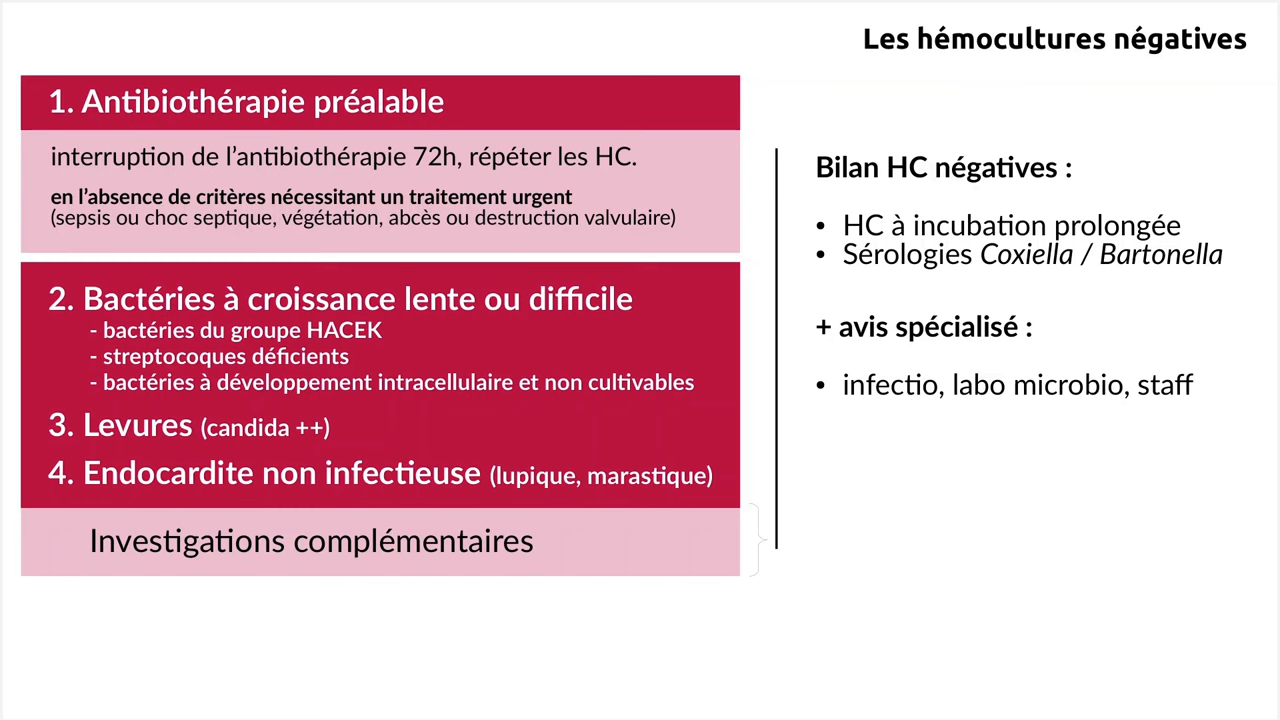 Les hémocultures négatives
1. Antibiothérapie préalable
interruption de l’antibiothérapie 72h, répéter les HC.
en l’absence de critères nécessitant un traitement urgent
(sepsis ou choc septique, végétation, abcès ou destruction valvulaire)
2. Bactéries à croissance lente ou difficile
- bactéries du groupe HACEK
- streptocoques déficients
- bactéries à développement intracellulaire et non cultivables
3. Levures (candida ++)
4. Endocardite non infectieuse (lupique, marastique)
Investigations complémentaires
Bilan HC négatives :
• HC à incubation prolongée
• Sérologies Coxiella / Bartonella
+ avis spécialisé :
• infectio, labo microbio, staff